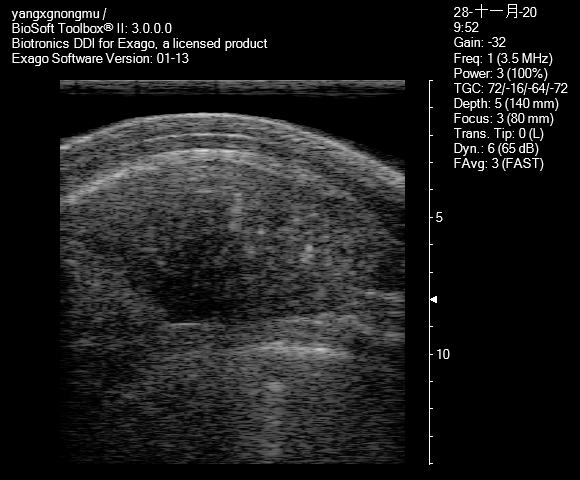 yangxgnongmu /
BioSoft Toolbox® II: 3.0.0.0
Biotronics DDI for Exago, a licensed product
Exago Software Version: 01-13
28-十一月-20
9:52
Gain: -32
Freq: 1 (3.5 MHz)
Power: 3 (100%)
TGC: 72/-16/-64/-72
Depth: 5 (140 mm)
Focus: 3 (80 mm)
Trans. Tip: 0 (L)
Dyn.: 6 (65 dB)
FAvg: 3 (FAST)
5
10